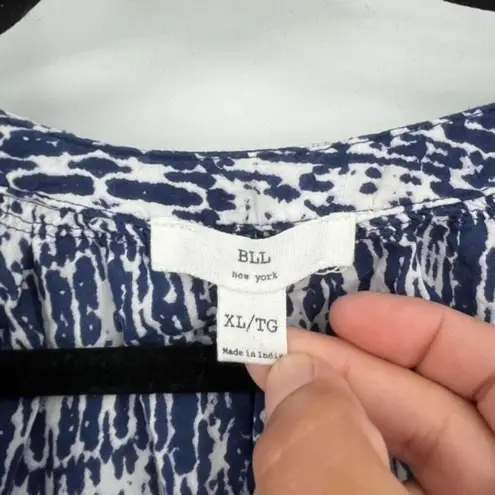 BLL
new york
XL/TG
Made in India